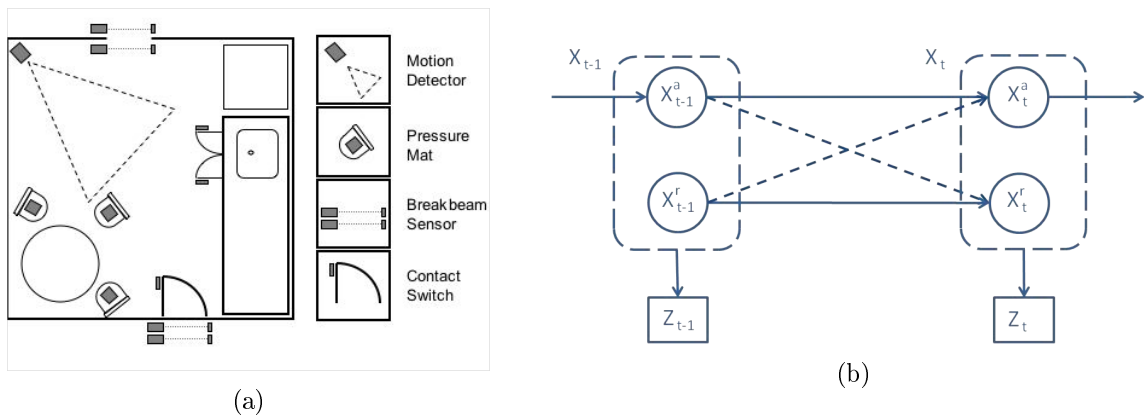 Motion
Detector
Pressure
Mat
Breakbeam
Sensor
Contact
Switch
(a)
X_{t-1}
X_t
X^a_{t-1}
X^a_t
X^r_{t-1}
X^r_t
Z_{t-1}
Z_t
(b)